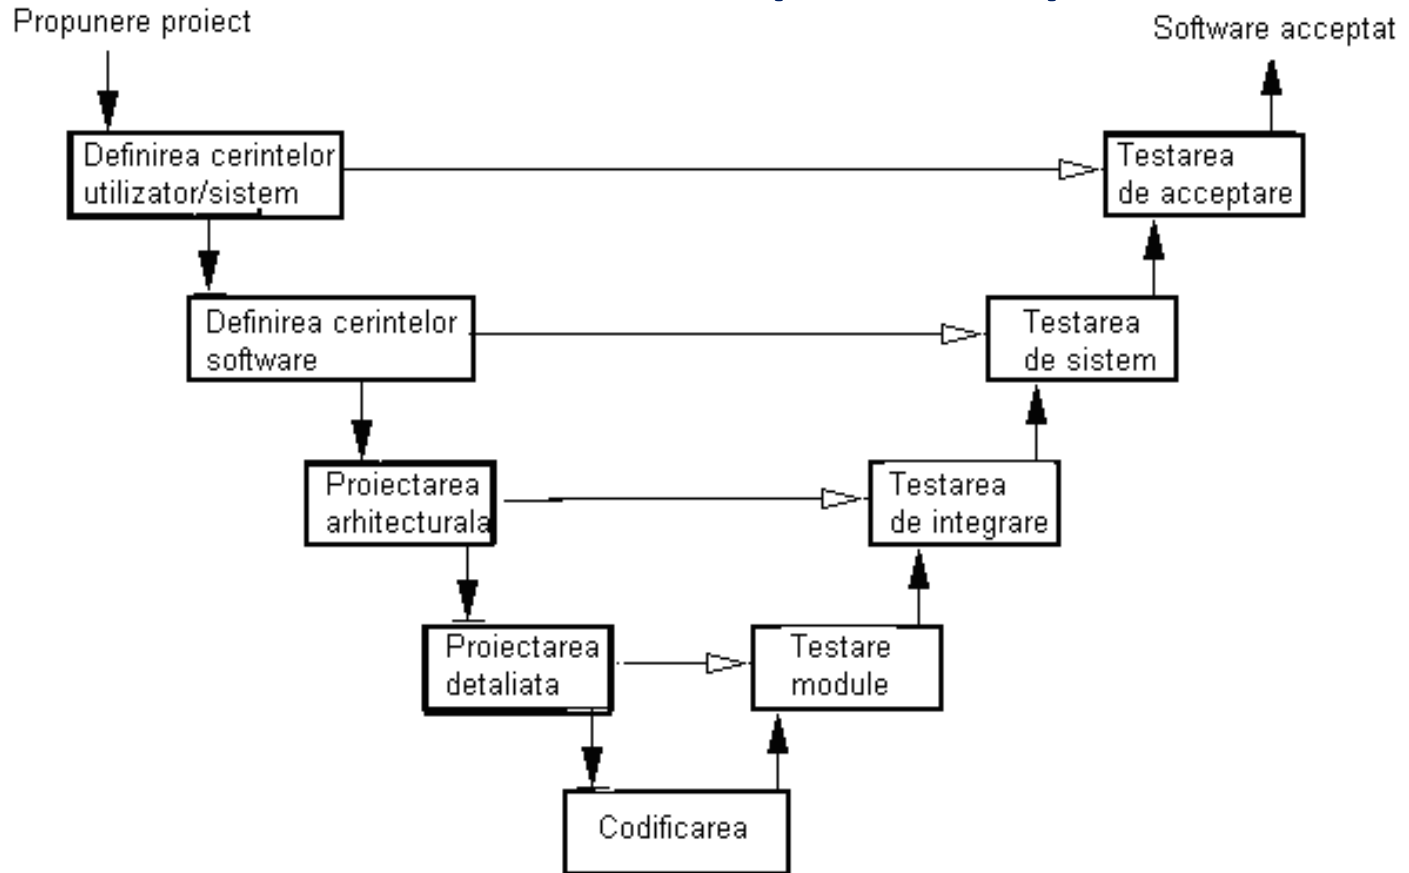 Propunere proiect
Software acceptat
Definirea cerintelor
utilizator/sistem
Testarea
de acceptare
Definirea cerintelor
software
Testarea
de sistem
Proiectarea
arhitecturala
Testarea
de integrare
Proiectarea
detaliata
Testare
module
Codificarea